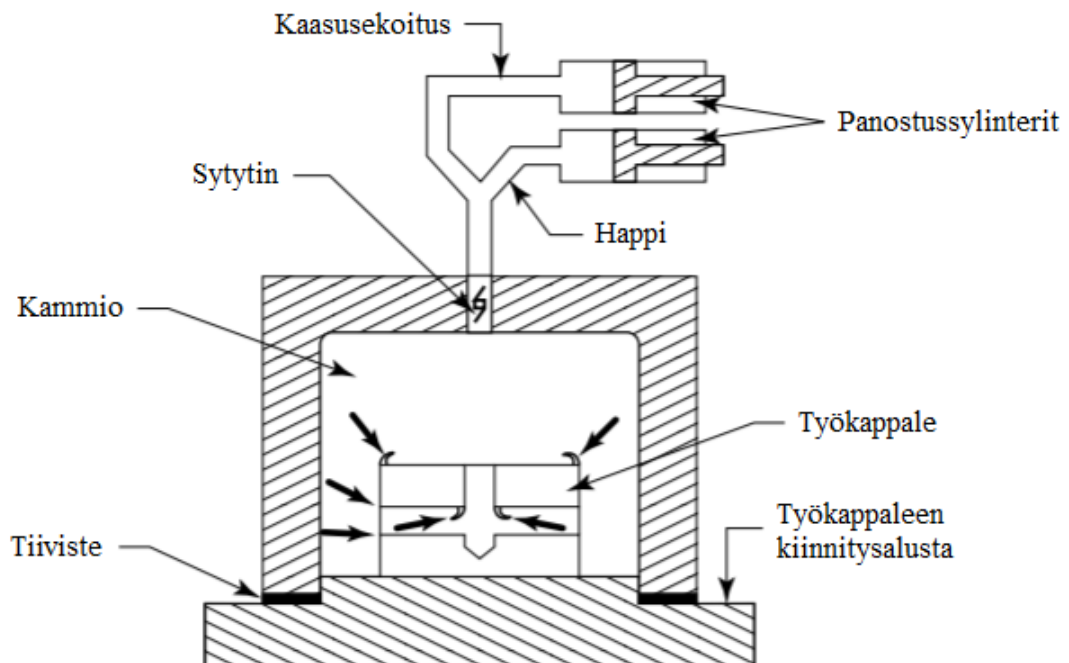 Kaasusekoitus
Panostussylinterit
Sytytin
Happi
Kammio
Työkappale
Työkappaleen
kiinnitysalusta
Tiiviste